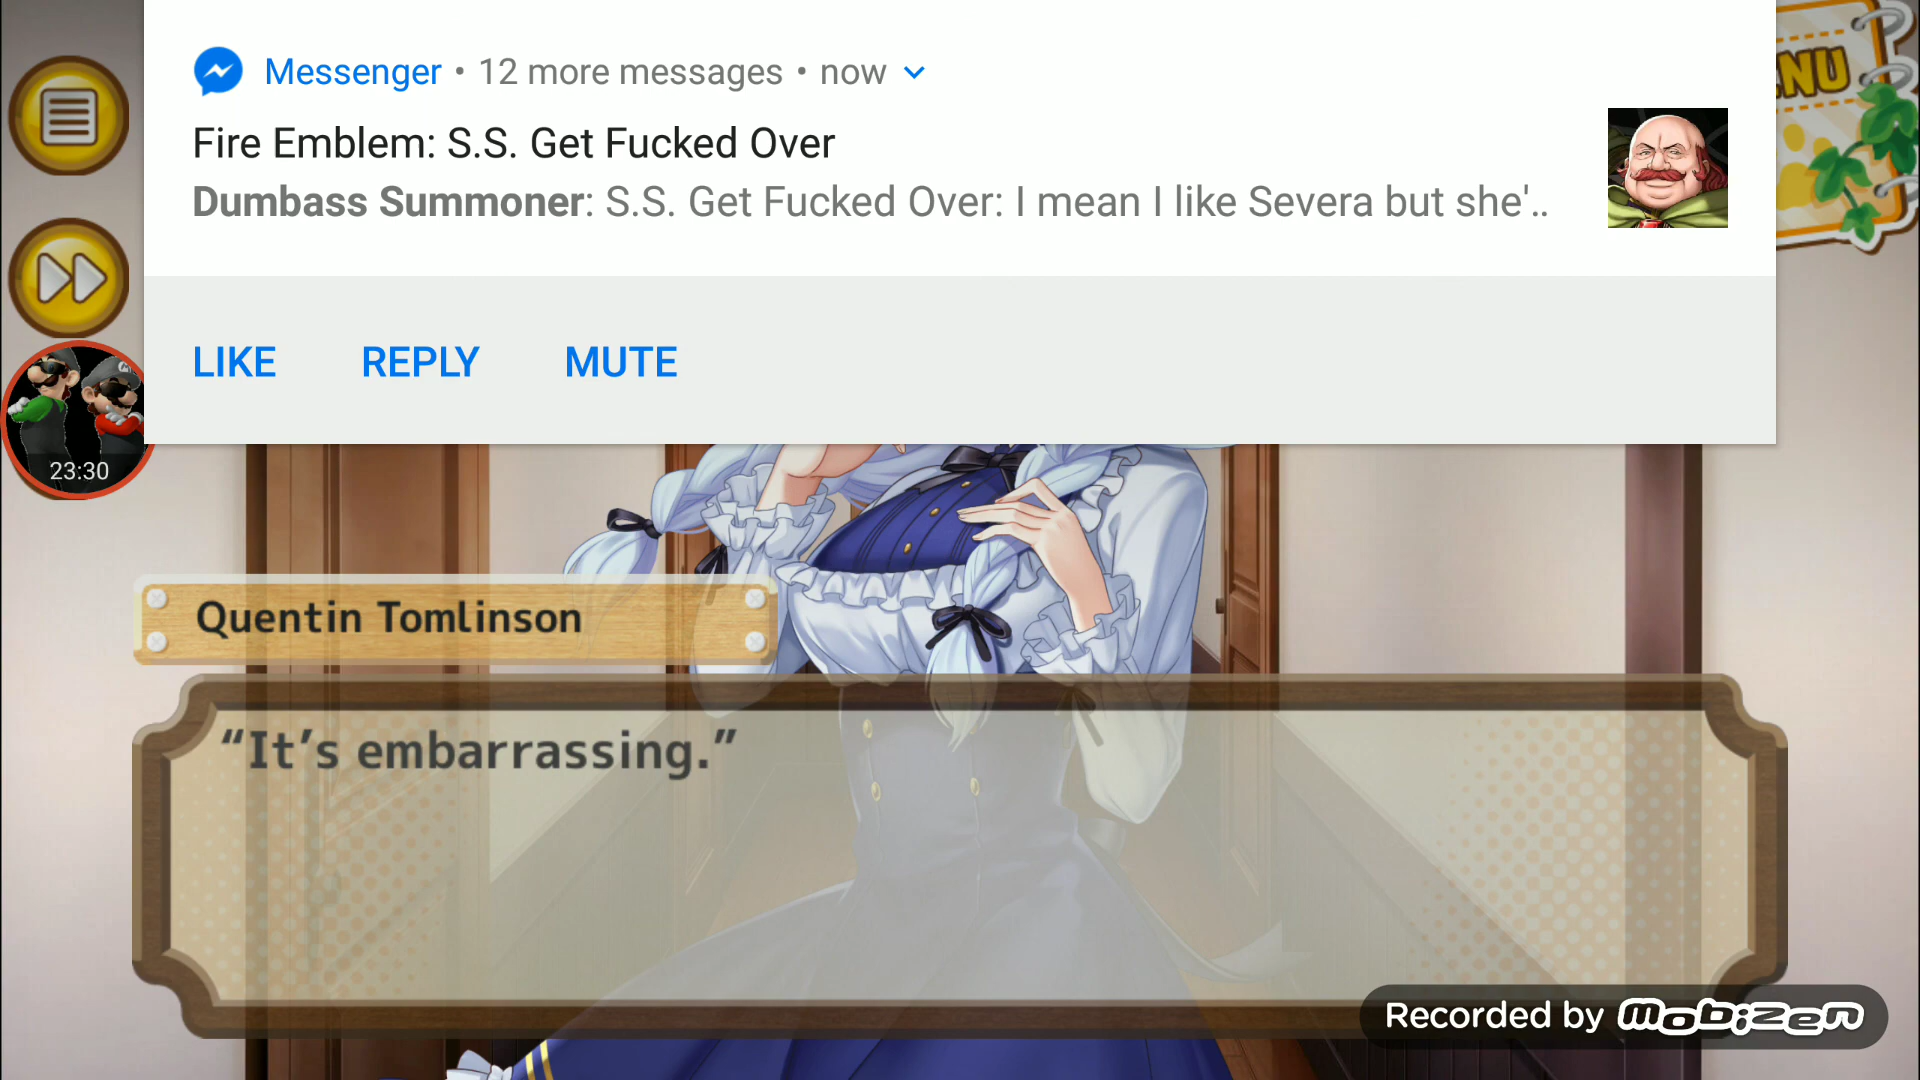 Messenger • 12 more messages • now
Fire Emblem: S.S. Get Fucked Over
Dumbass Summoner: S.S. Get Fucked Over: I mean I like Severa but she'..
LIKE REPLY MUTE
NU
23:30
Quentin Tomlinson
“It’s embarrassing.”
Recorded by mobizen